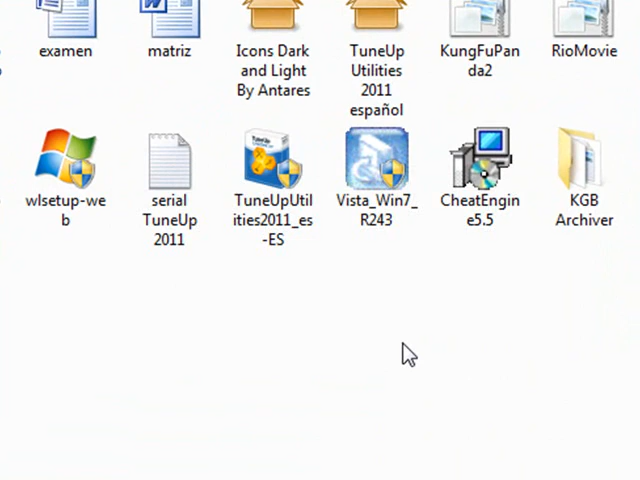 examen
matriz
Icons Dark
and Light
By Antares
TuneUp
Utilities
2011
español
KungFuPan
da2
RioMovie
wlsetup-we
b
serial
TuneUp
2011
TuneUpUtil
ities2011_es
-ES
Vista_Win7_
R243
CheatEngin
e5.5
KGB
Archiver